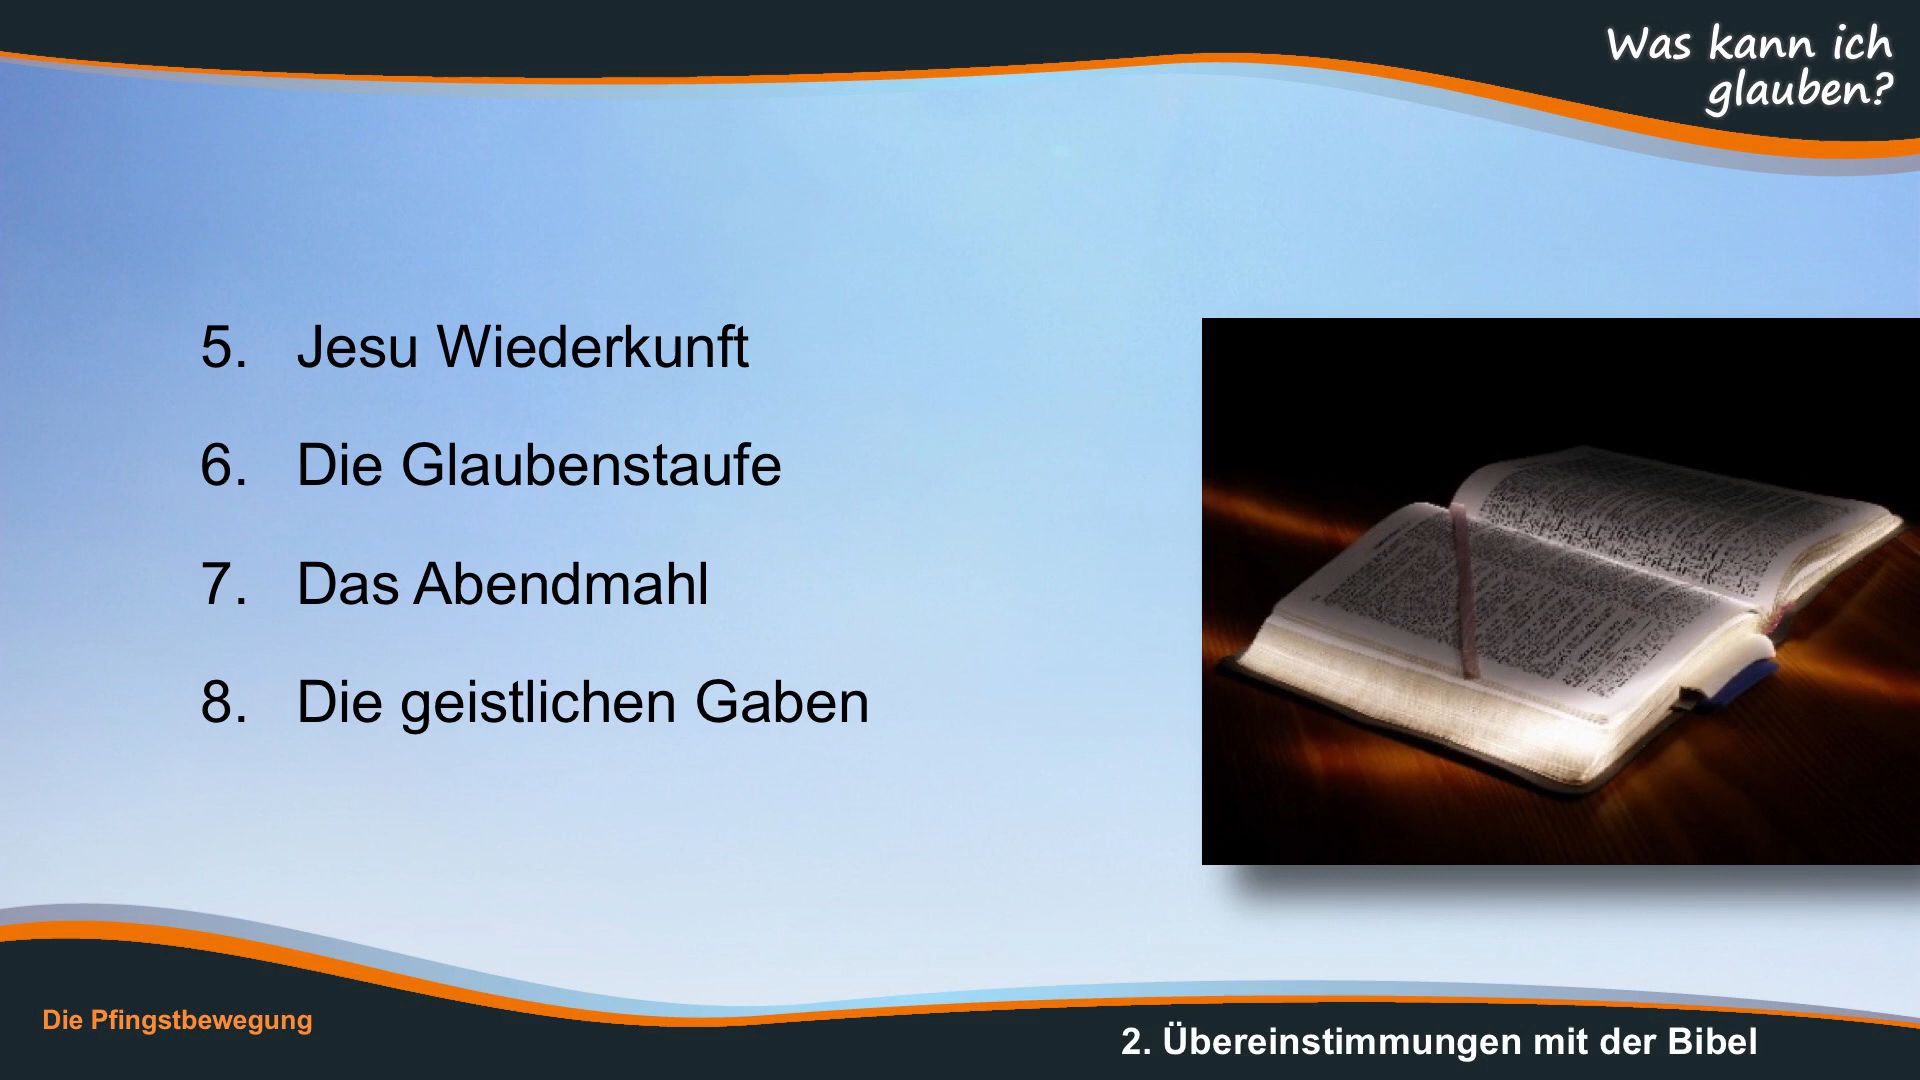 Was kann ich
glauben?
5. Jesu Wiederkunft
6. Die Glaubenstaufe
7. Das Abendmahl
8. Die geistlichen Gaben
Die Pfingstbewegung
2. Übereinstimmungen mit der Bibel